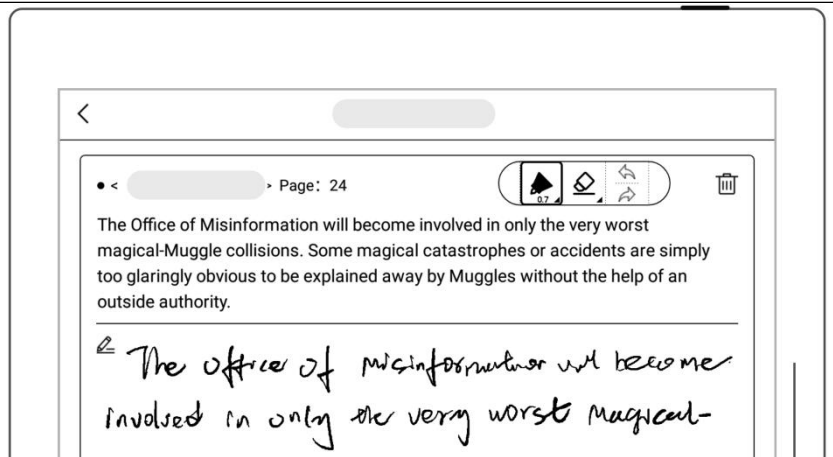 • < > Page: 24
0.7
The Office of Misinformation will become involved in only the very worst
magical-Muggle collisions. Some magical catastrophes or accidents are simply
too glaringly obvious to be explained away by Muggles without the help of an
outside authority.
The office of misinformation will become
involved in only the very worst magical-